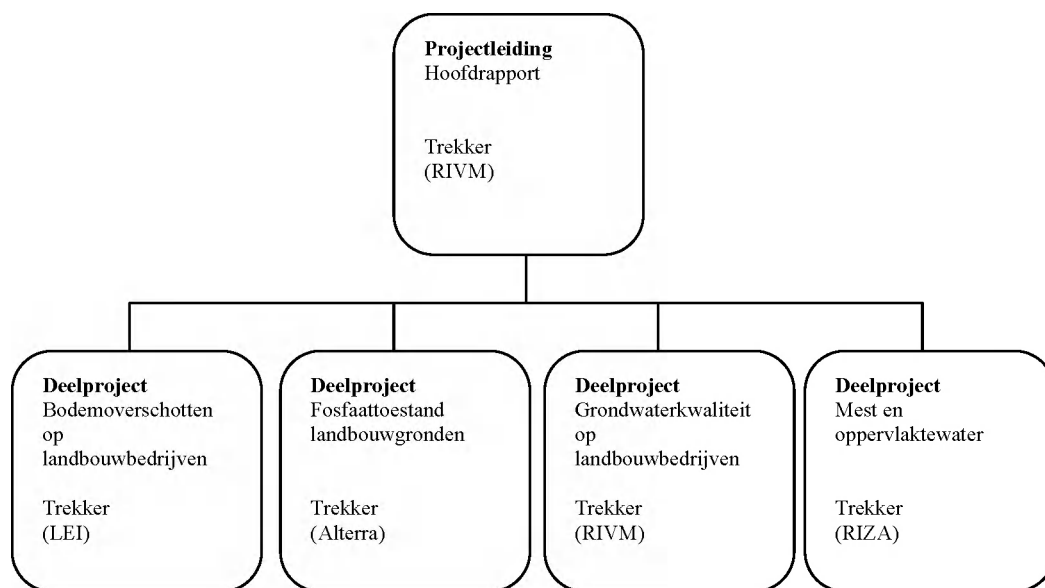 Projectleiding
Hoofdrapport
Trekker
(RIVM)
Deelproject
Bodemoverschotten
op
landbouwbedrijven
Trekker
(LEI)
Deelproject
Fosfaattoestand
landbouwgronden
Trekker
(Alterra)
Deelproject
Grondwaterkwaliteit
op
landbouwbedrijven
Trekker
(RIVM)
Deelproject
Mest en
oppervlaktewater
Trekker
(RIZA)